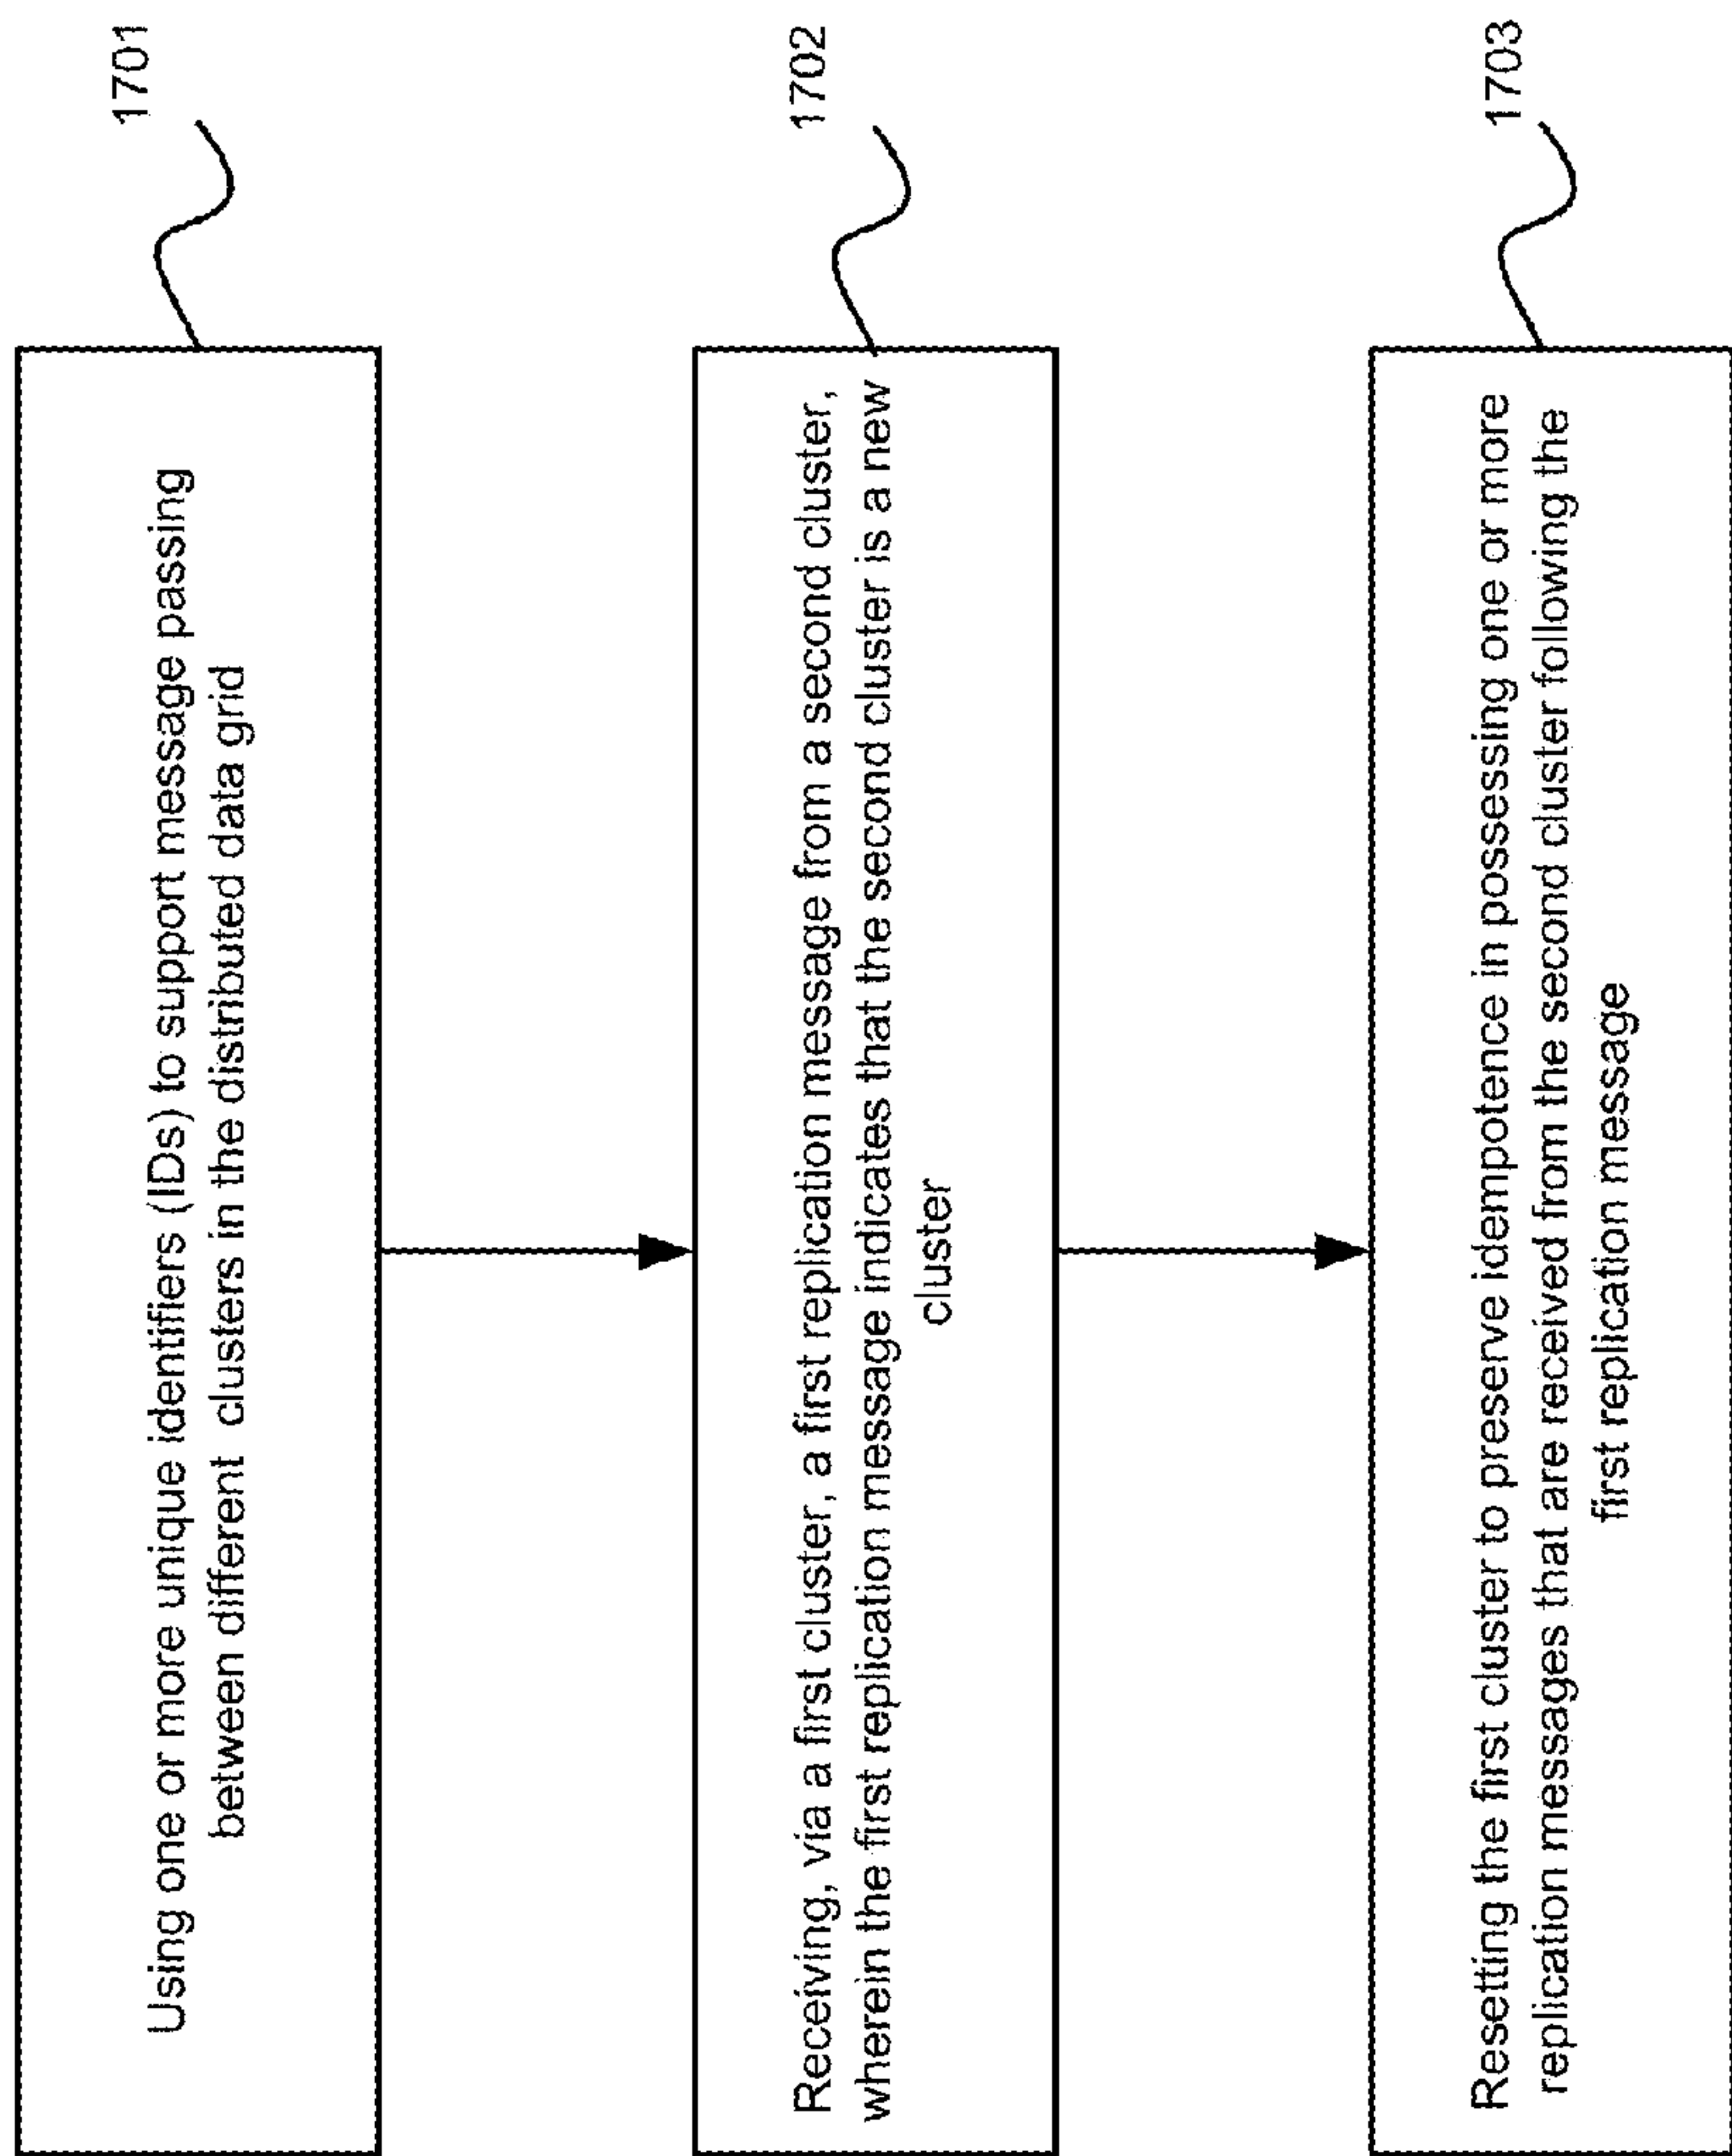 Using one or more unique identifiers (IDs) to support message passing
between different clusters in the distributed data grid
1701
Receiving, via a first cluster, a first replication message from a second cluster,
wherein the first replication message indicates that the second cluster is a new
cluster
1702
Resetting the first cluster to preserve idempotence in possessing one or more
replication messages that are received from the second cluster following the
first replication message
1703